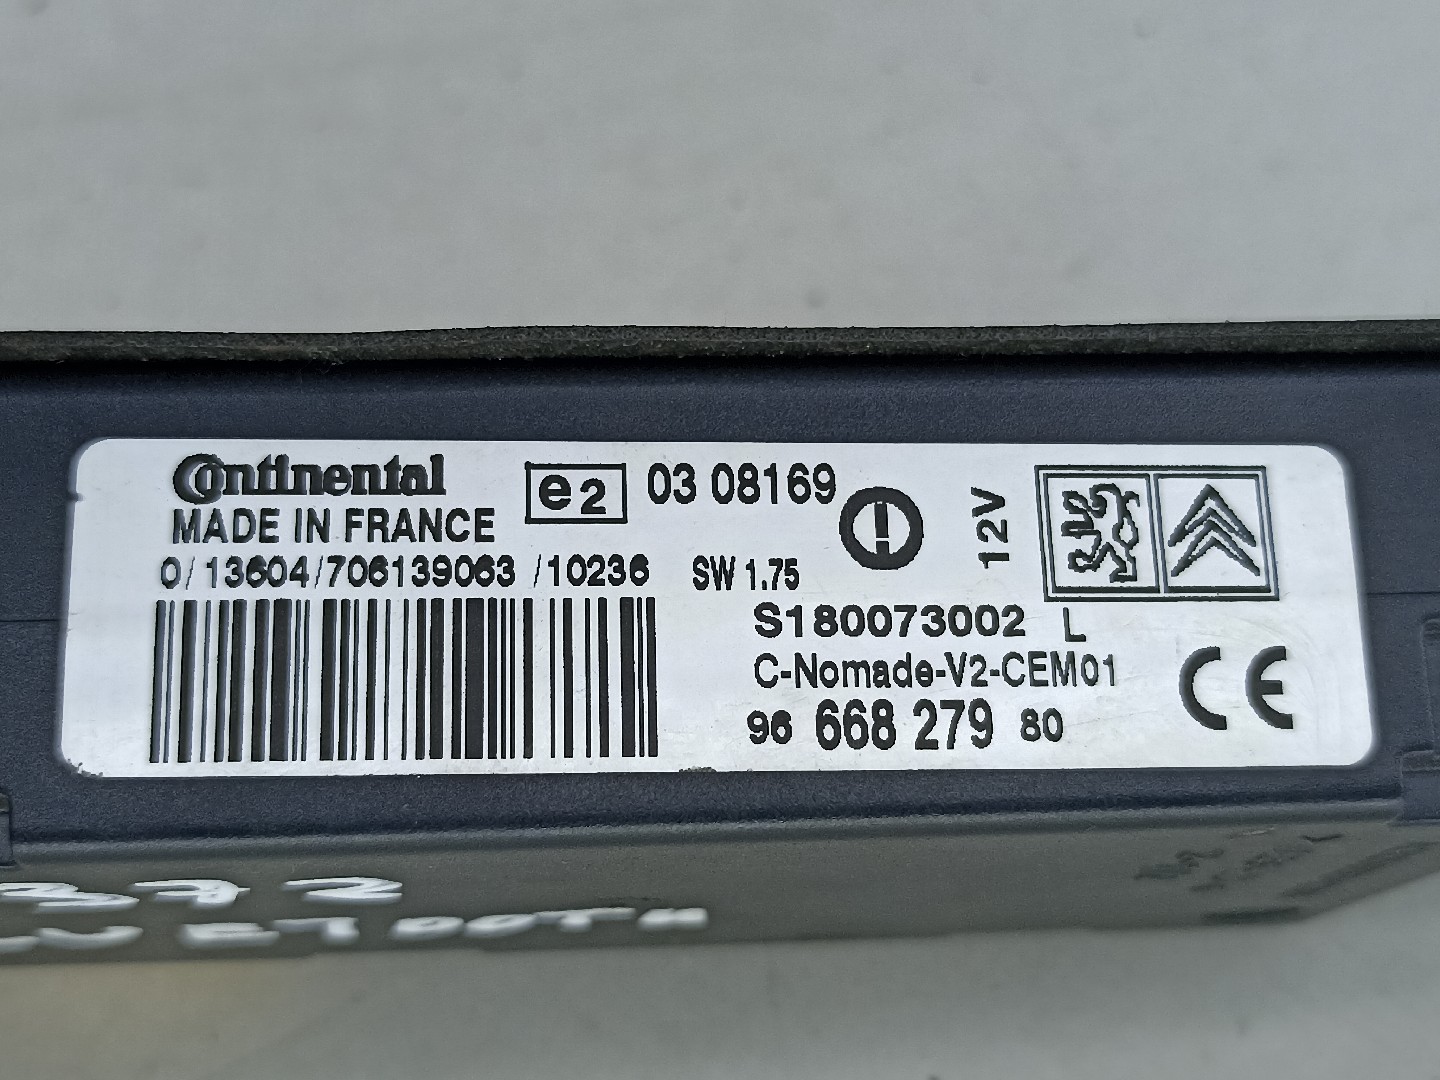 Continental
MADE IN FRANCE
e2 03 08169
12V
0/13604/706139063 /10236 SW 1.75
S180073002 L
C-Nomade-V2-CEM01
96 668 279 80
CE
372